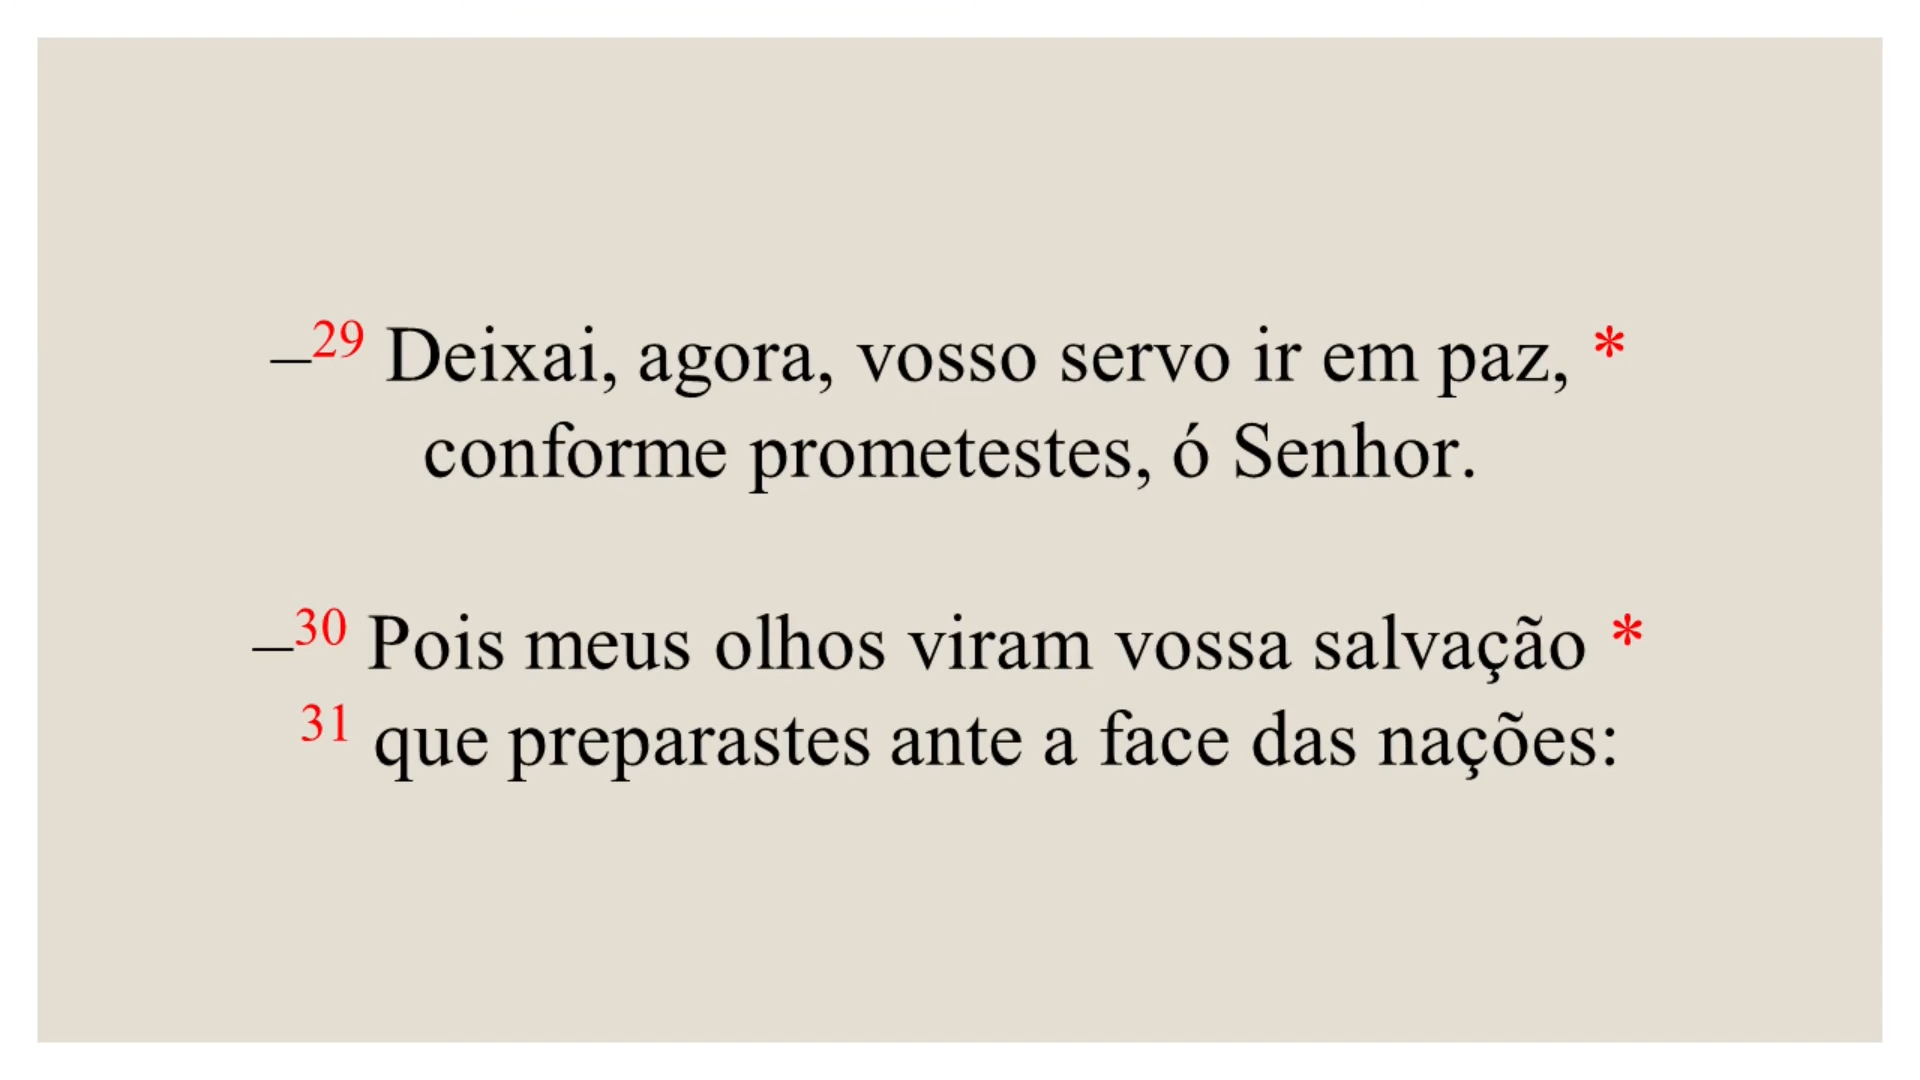 –29 Deixai, agora, vosso servo ir em paz, *
conforme prometestes, ó Senhor.
–30 Pois meus olhos viram vossa salvação *
31 que preparastes ante a face das nações: